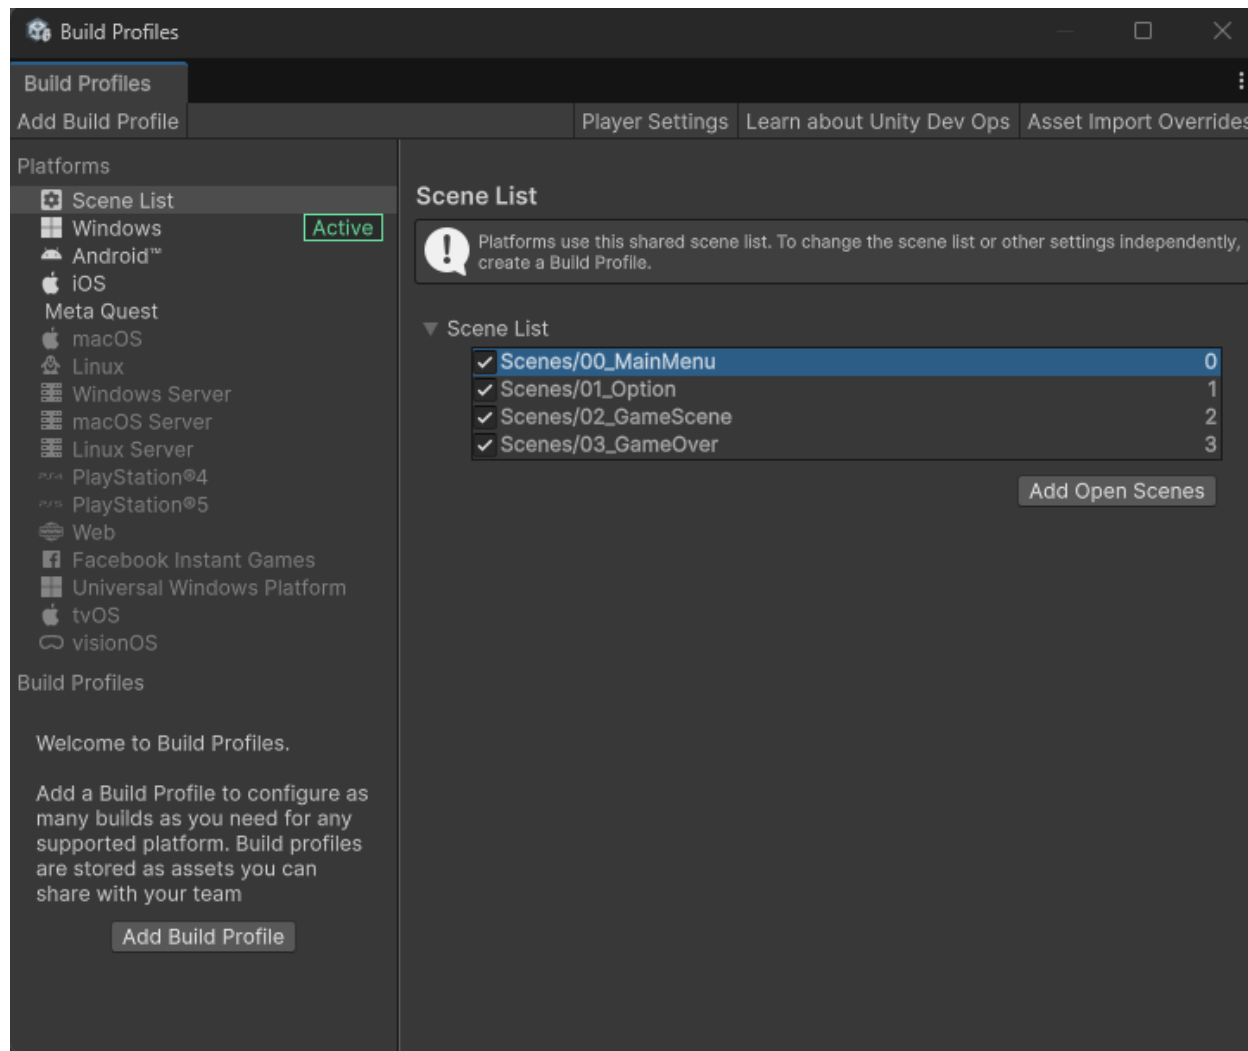 Build Profiles
Build Profiles
Add Build Profile
Player Settings
Learn about Unity Dev Ops
Asset Import Overrides
Platforms
Scene List
Windows
Active
Android™
iOS
Meta Quest
macOS
Linux
Windows Server
macOS Server
Linux Server
PlayStation®4
PlayStation®5
Web
Facebook Instant Games
Universal Windows Platform
tvOS
visionOS
Build Profiles
Welcome to Build Profiles.
Add a Build Profile to configure as
many builds as you need for any
supported platform. Build profiles
are stored as assets you can
share with your team
Add Build Profile
Scene List
Platforms use this shared scene list. To change the scene list or other settings independently,
create a Build Profile.
Scene List
Scenes/00_MainMenu 0
Scenes/01_Option 1
Scenes/02_GameScene 2
Scenes/03_GameOver 3
Add Open Scenes